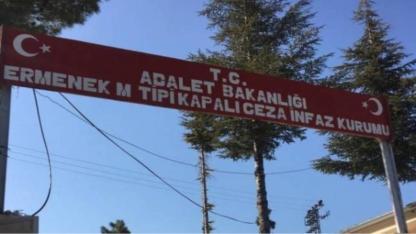 T.C.
ADALET BAKANLIĞI
ERMENEK M TİPİ KAPALI CEZA İNFAZ KURUMU